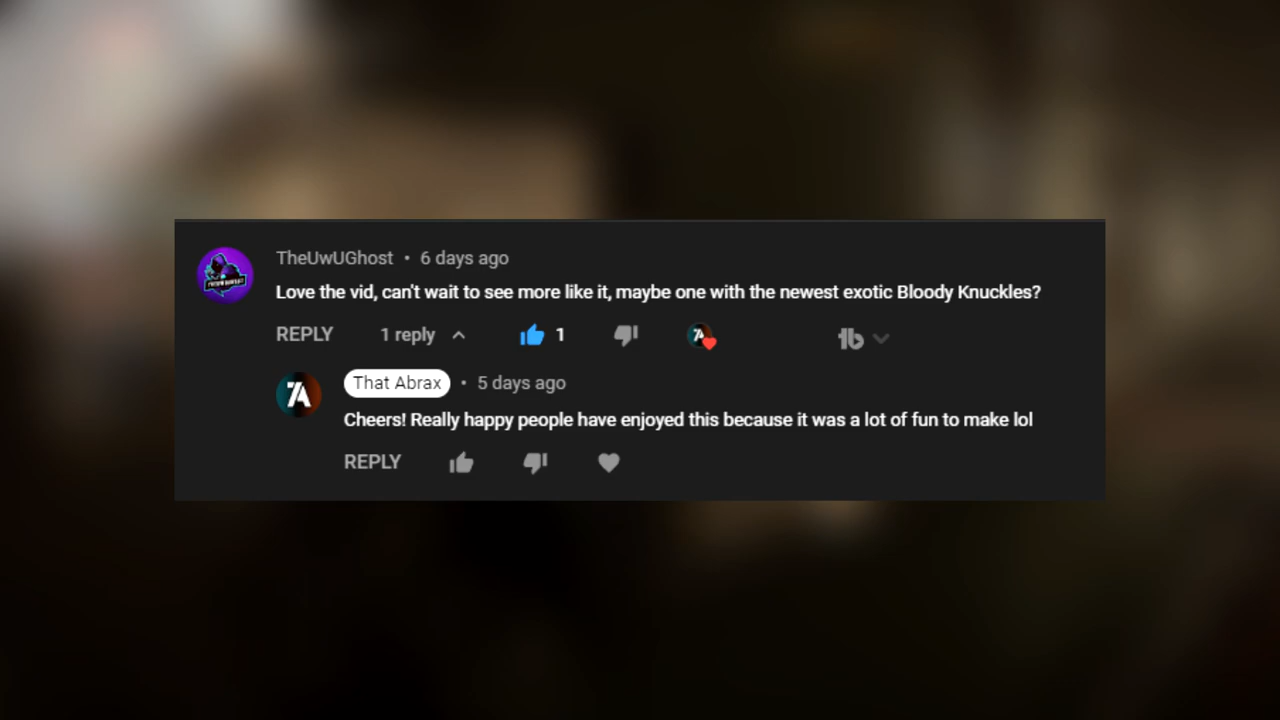 TheUwUGhost • 6 days ago
Love the vid, can't wait to see more like it, maybe one with the newest exotic Bloody Knuckles?
REPLY 1 reply 1
That Abrax • 5 days ago
Cheers! Really happy people have enjoyed this because it was a lot of fun to make lol
REPLY